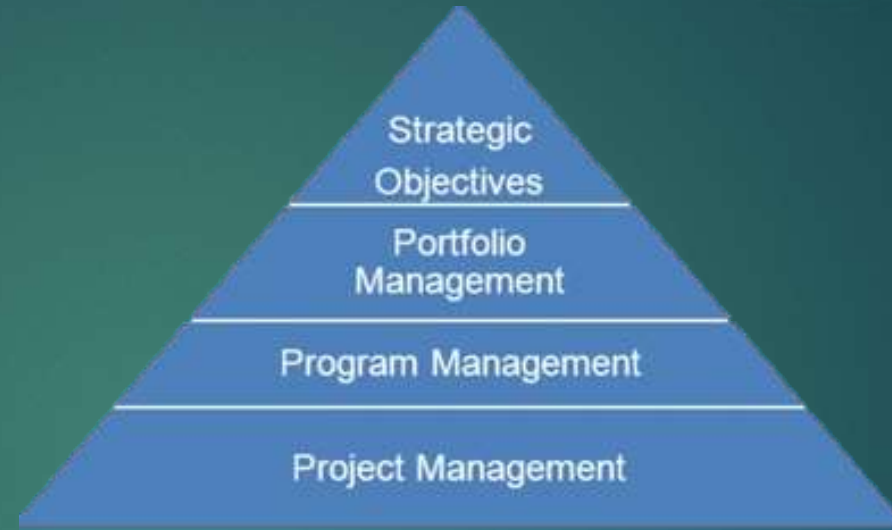 Strategic
Objectives
Portfolio
Management
Program Management
Project Management